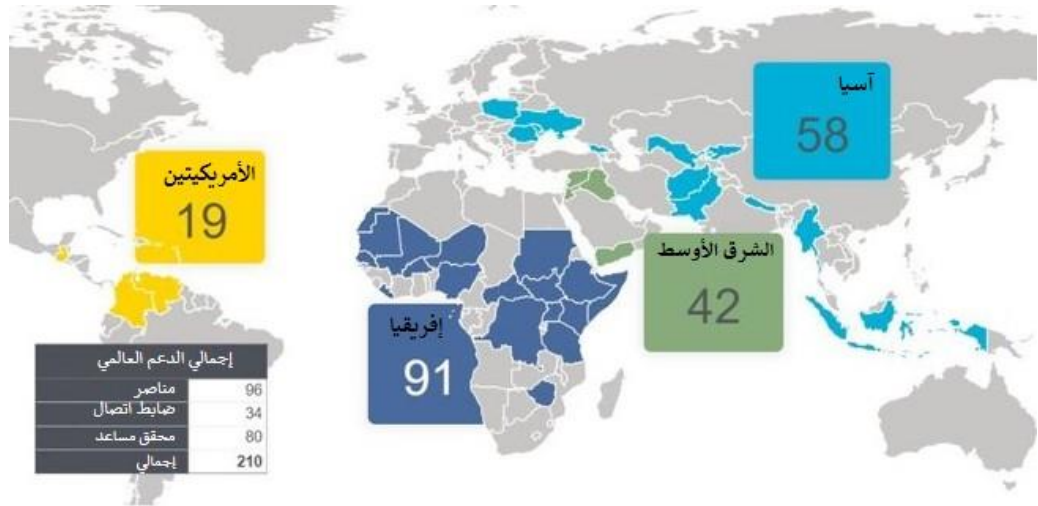 آسيا
58
الأمريكيتين
19
الشرق الأوسط
42
إفريقيا
91
إجمالي الدعم العالمي
مناصر 96
ضابط اتصال 34
محقق مساعد 80
إجمالي 210